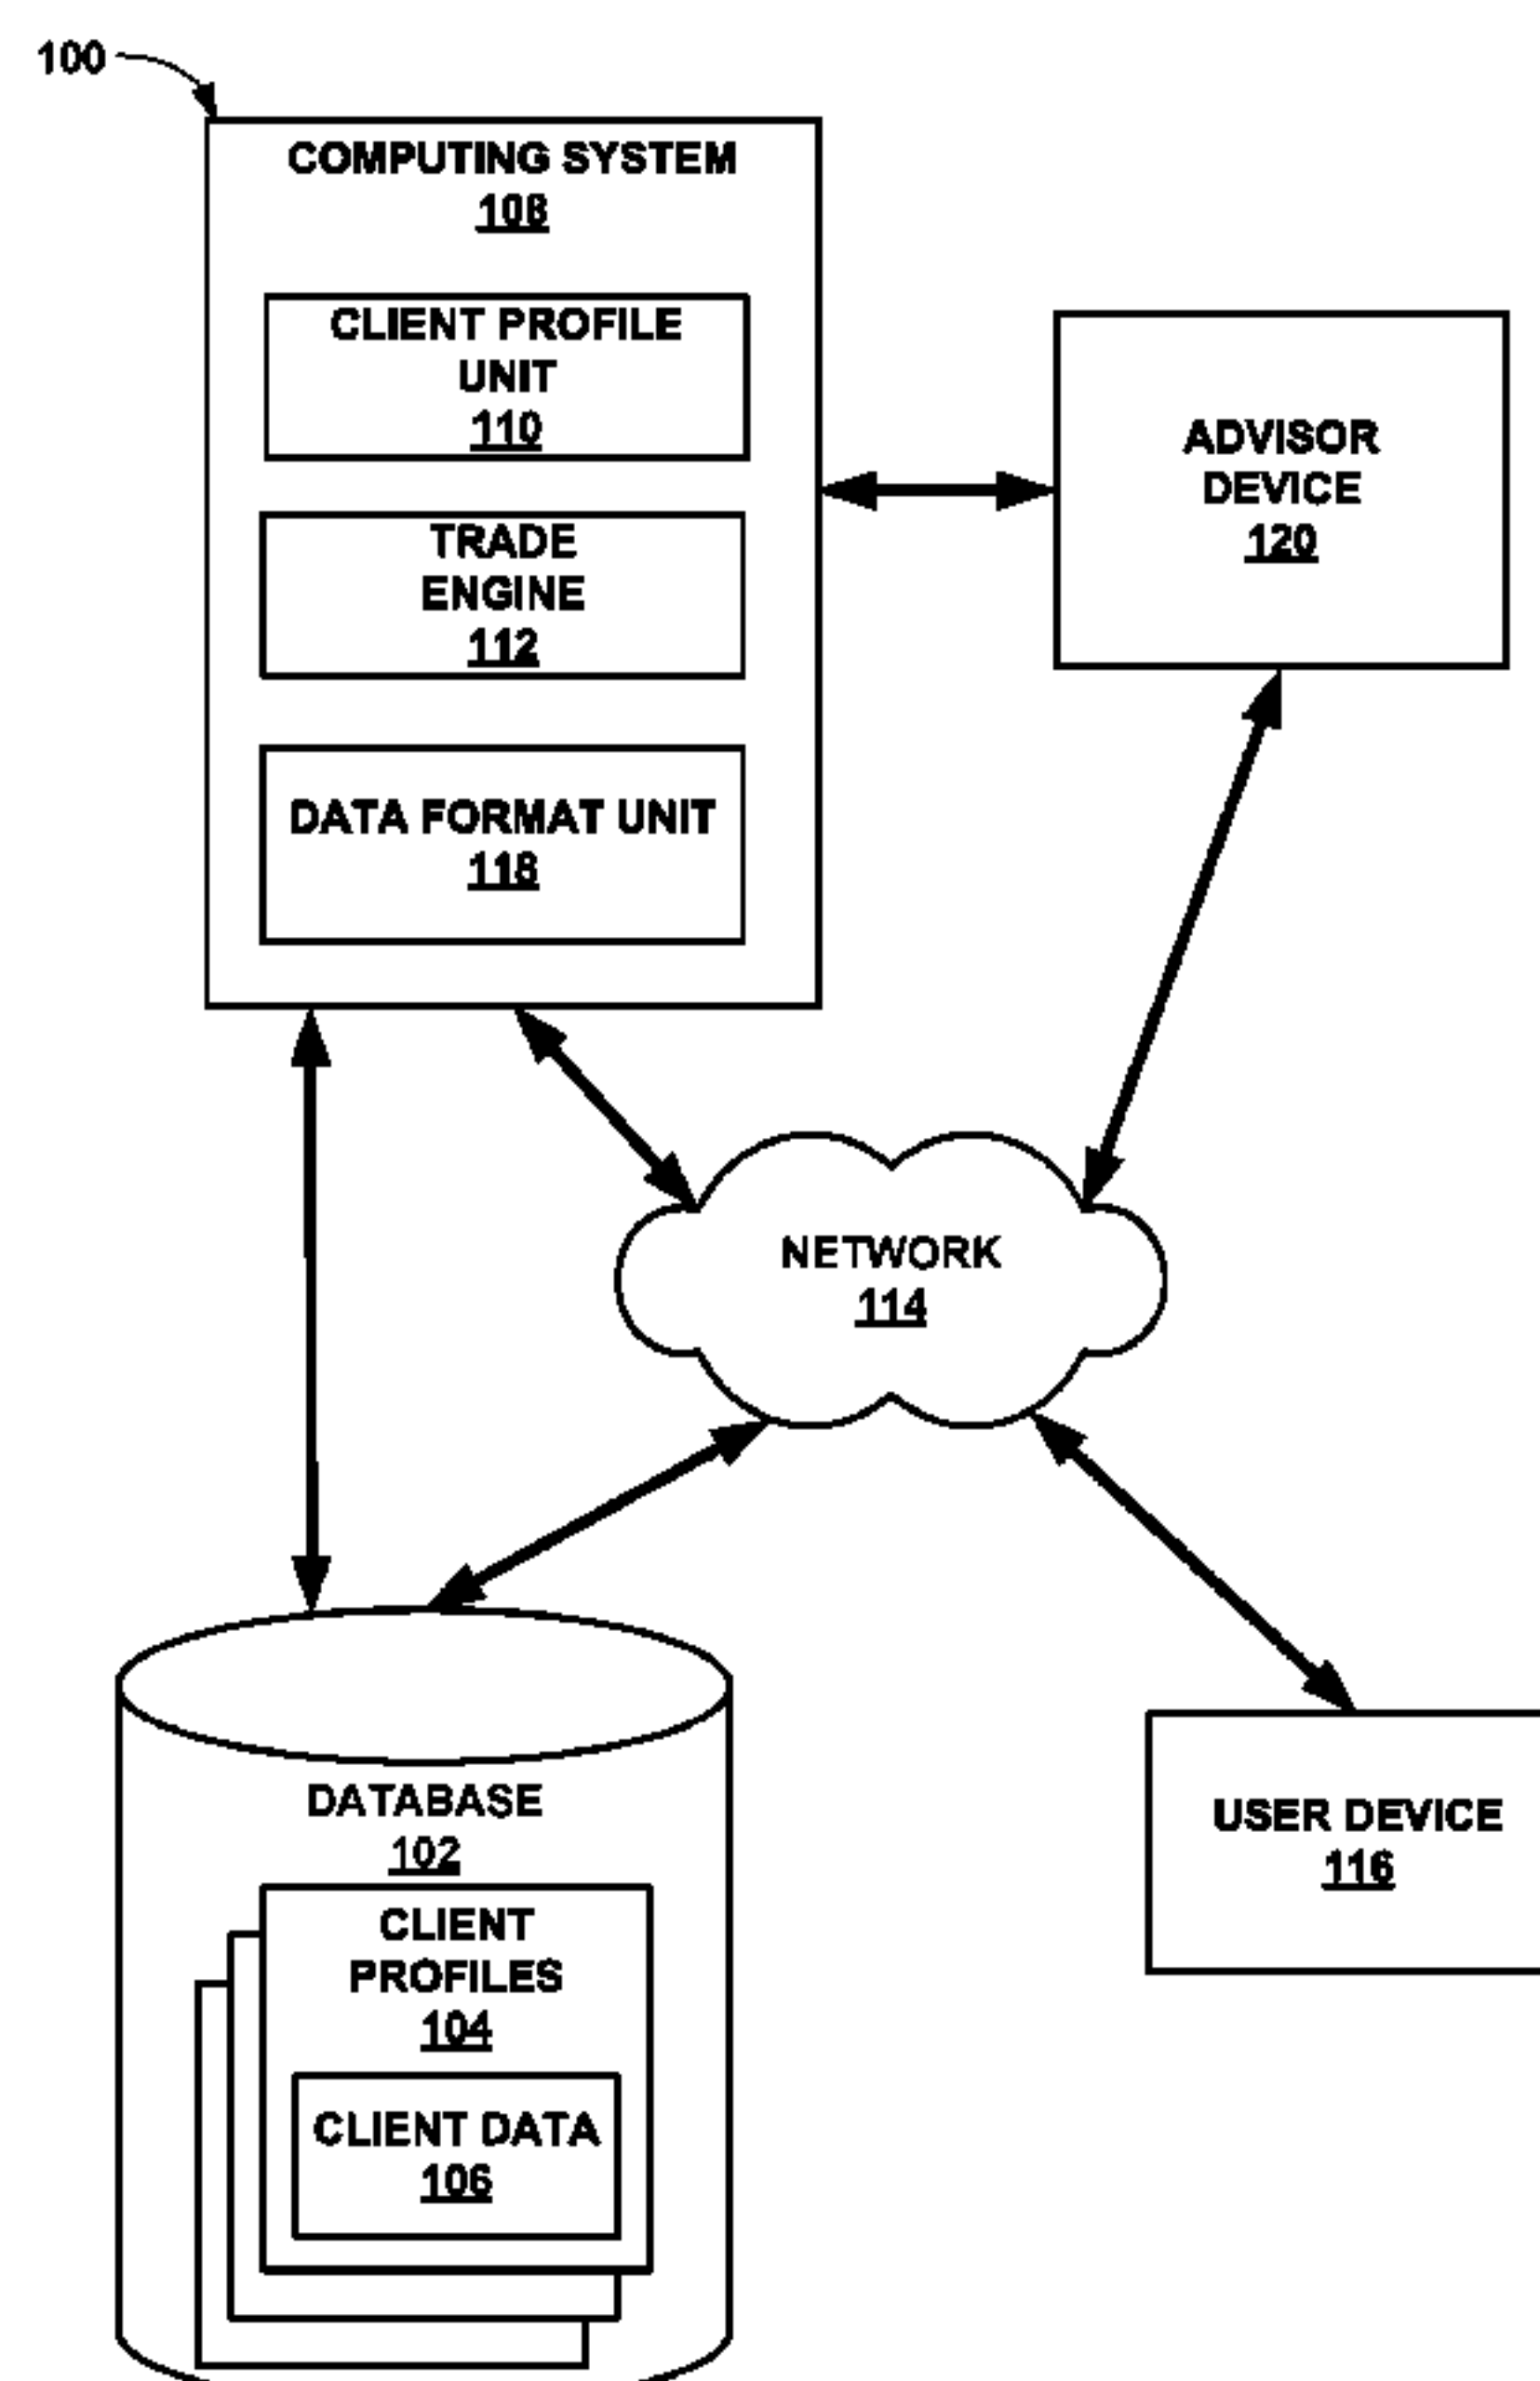 100
COMPUTING SYSTEM
108
CLIENT PROFILE
UNIT
110
TRADE
ENGINE
112
DATA FORMAT UNIT
118
ADVISOR
DEVICE
120
NETWORK
114
DATABASE
102
CLIENT
PROFILES
104
CLIENT DATA
106
USER DEVICE
116